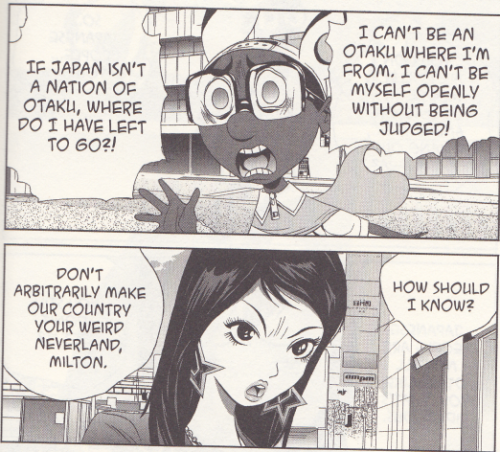 I CAN'T BE AN
OTAKU WHERE I'M
FROM. I CAN'T BE
MYSELF OPENLY
WITHOUT BEING
JUDGED!
IF JAPAN ISN'T
A NATION OF
OTAKU, WHERE
DO I HAVE LEFT
TO GO?!
HOW SHOULD
I KNOW?
DON'T
ARBITRARILY MAKE
OUR COUNTRY
YOUR WEIRD
NEVERLAND,
MILTON.
ampm